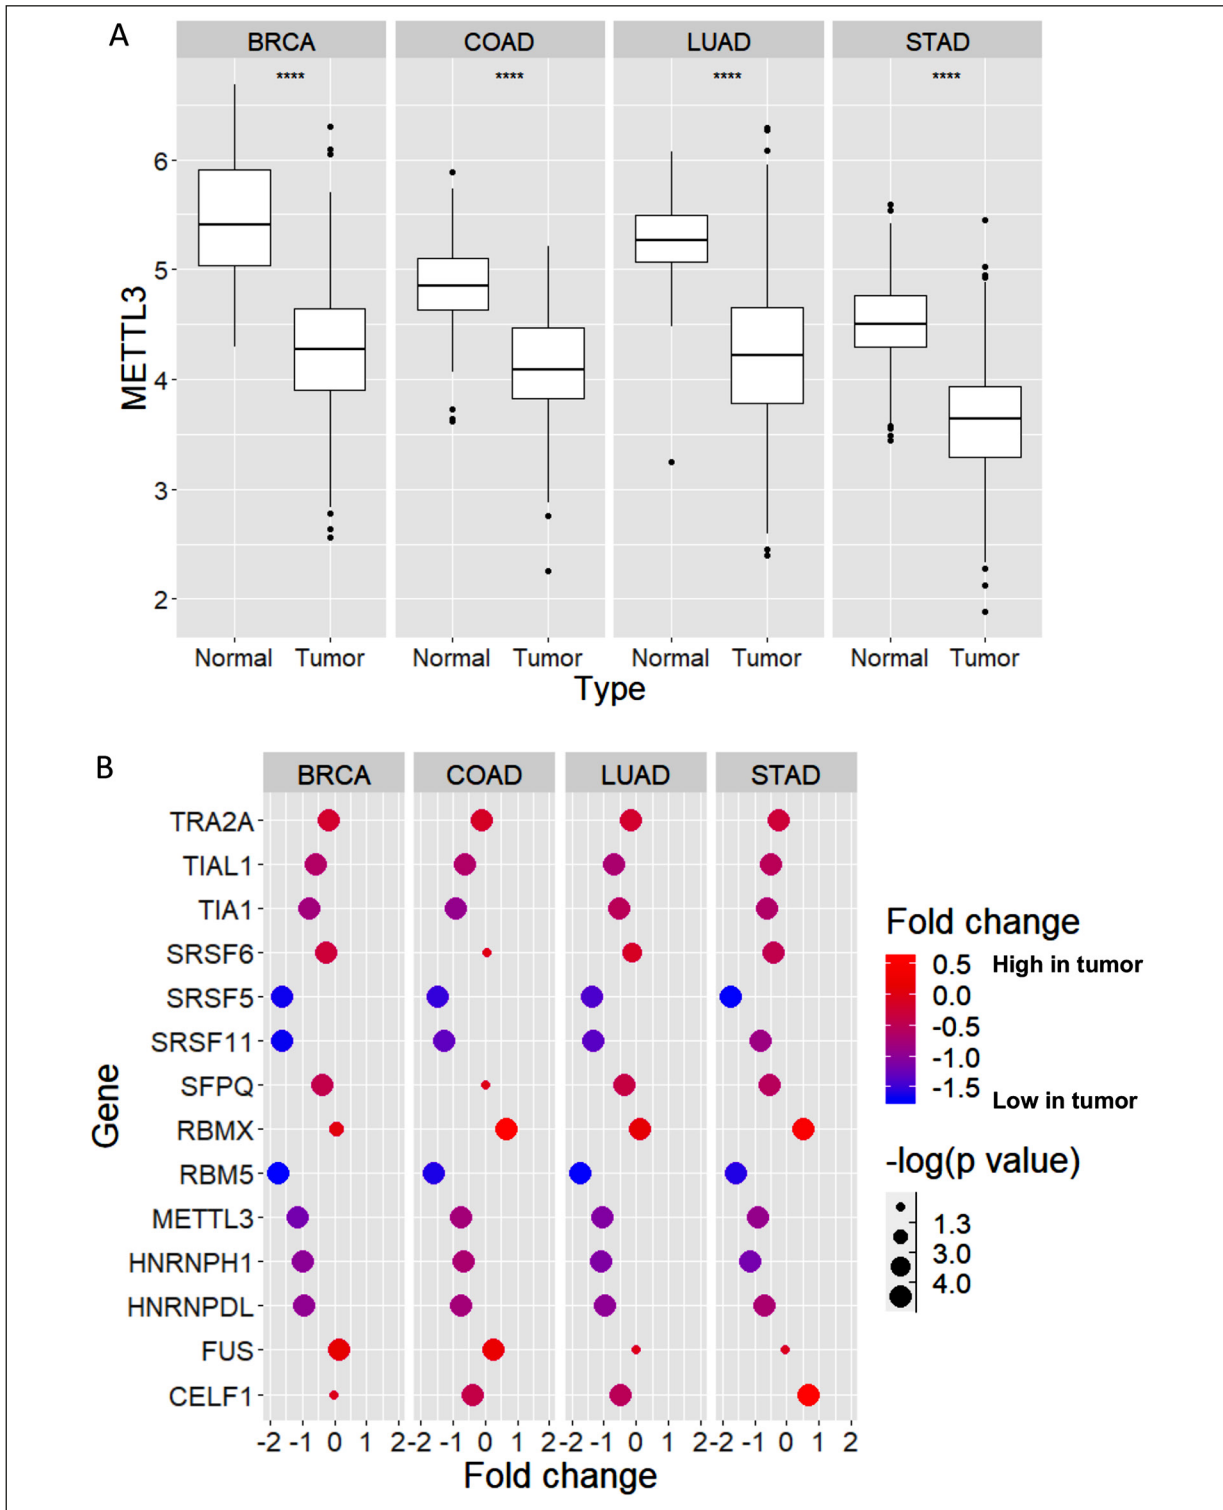 A
BRCA COAD LUAD STAD
**** **** **** ****
METTL3
6
5
4
3
2
Normal Tumor Normal Tumor Normal Tumor Normal Tumor
Type
B
BRCA COAD LUAD STAD
Gene
TRA2A
TIAL1
TIA1
SRSF6
SRSF5
SRSF11
SFPQ
RBMX
RBM5
METTL3
HNRNPH1
HNRNPDL
FUS
CELF1
-2 -1 0 1 2 -2 -1 0 1 2 -2 -1 0 1 2 -2 -1 0 1 2
Fold change
Fold change
0.5 High in tumor
0.0
-0.5
-1.0
-1.5
Low in tumor
-log(p value)
1.3
3.0
4.0